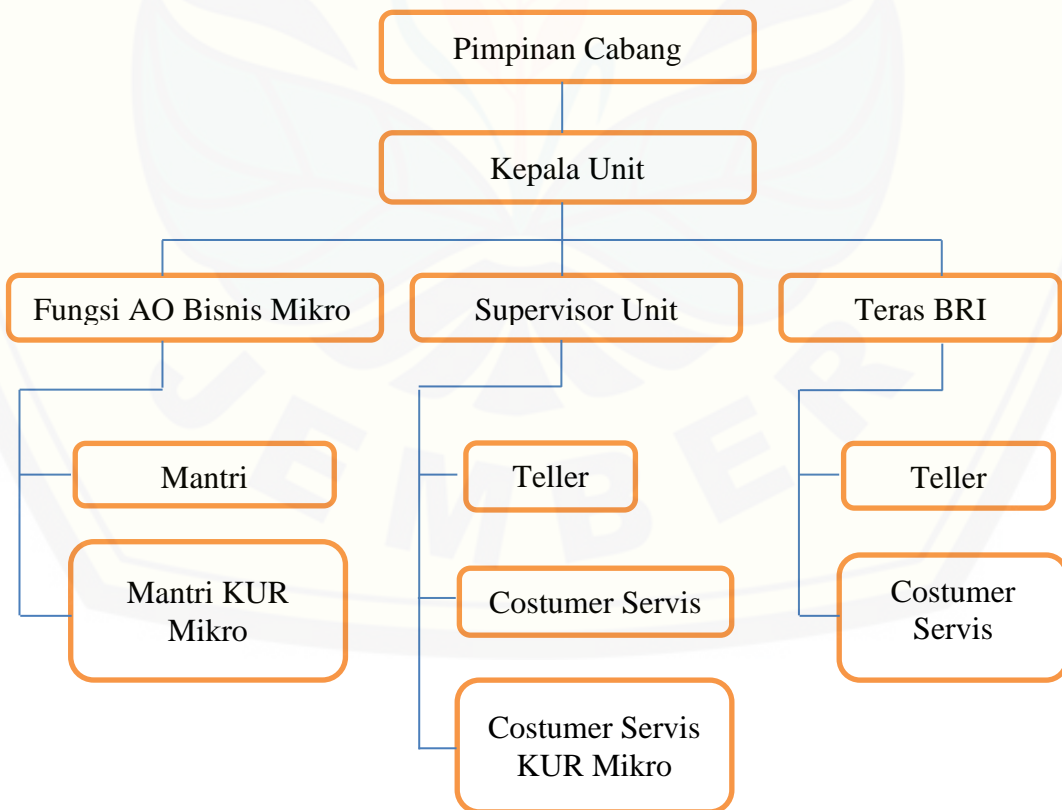 Pimpinan Cabang
Kepala Unit
Fungsi AO Bisnis Mikro
Supervisor Unit
Teras BRI
Mantri
Teller
Teller
Mantri KUR
Mikro
Costumer Servis
Costumer
Servis
Costumer Servis
KUR Mikro
JEMBER